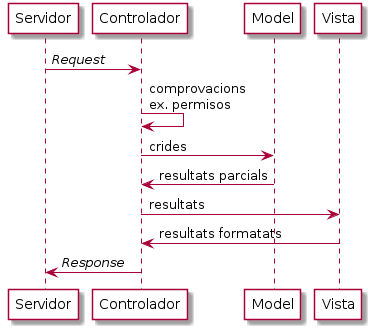 Servidor Controlador Model Vista
Request
comprovacions
ex. permisos
crides
resultats parcials
resultats
resultats formatats
Response
Servidor Controlador Model Vista